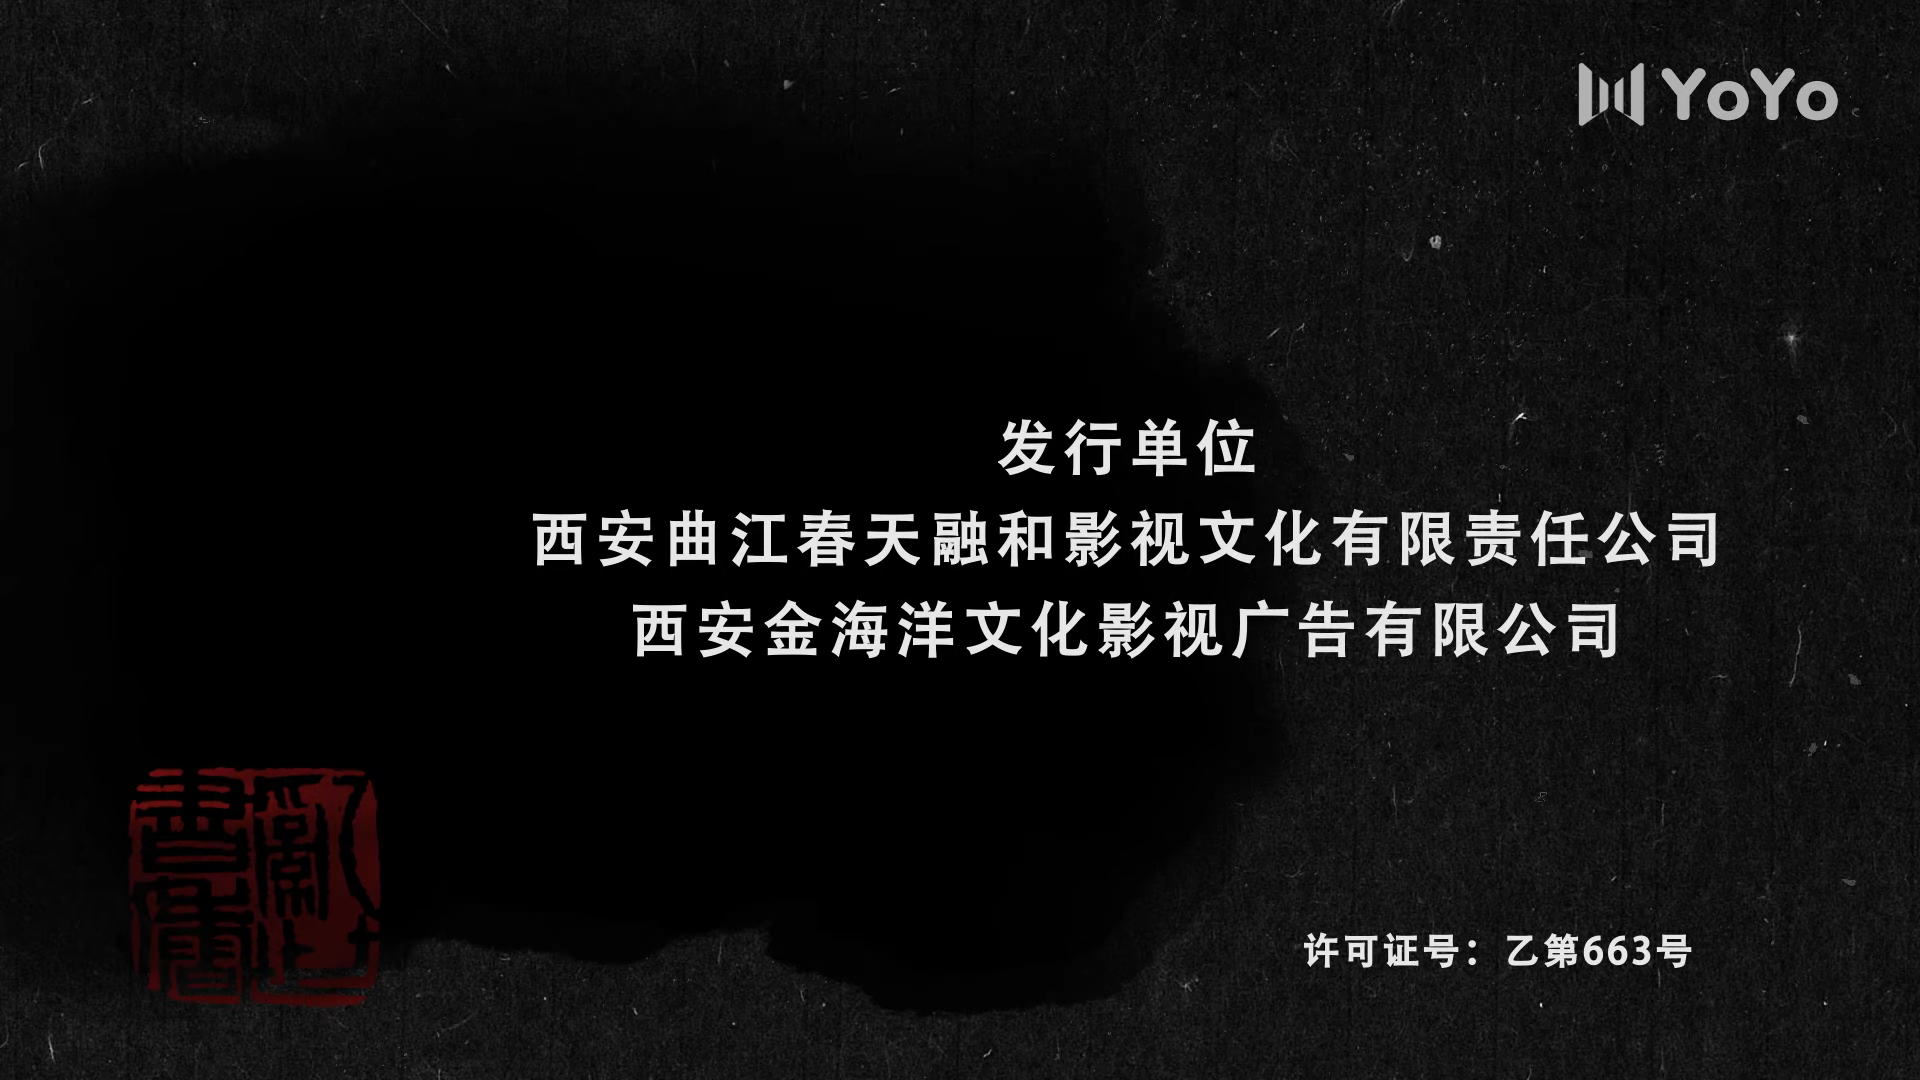 YoYo
发行单位
西安曲江春天融和影视文化有限责任公司
西安金海洋文化影视广告有限公司
许可证号：乙第663号